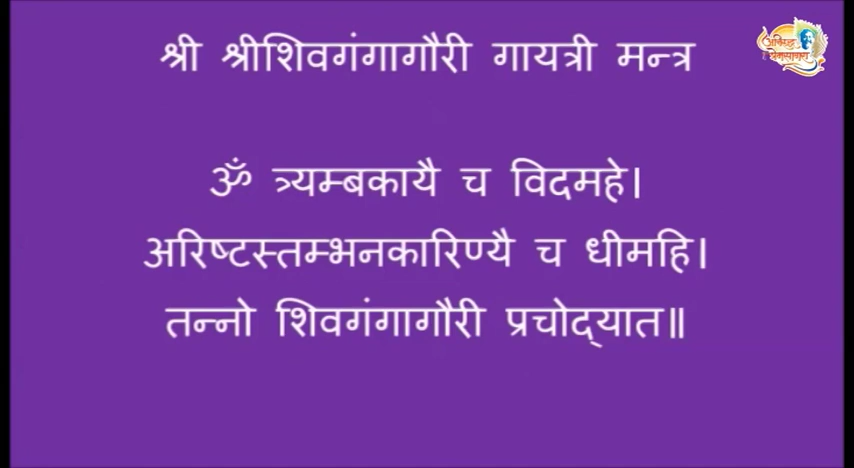 श्री श्रीशिवगंगागौरी गायत्री मन्त्र
ॐ त्र्यम्बकायै च विदमहे।
अरिष्टस्तम्भनकारिण्यै च धीमहि।
तन्नो शिवगंगागौरी प्रचोद्यात॥